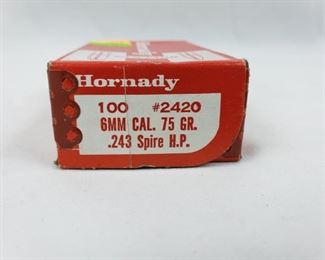 Hornady
100 #2420
6MM CAL. 75 GR.
.243 Spire H.P.